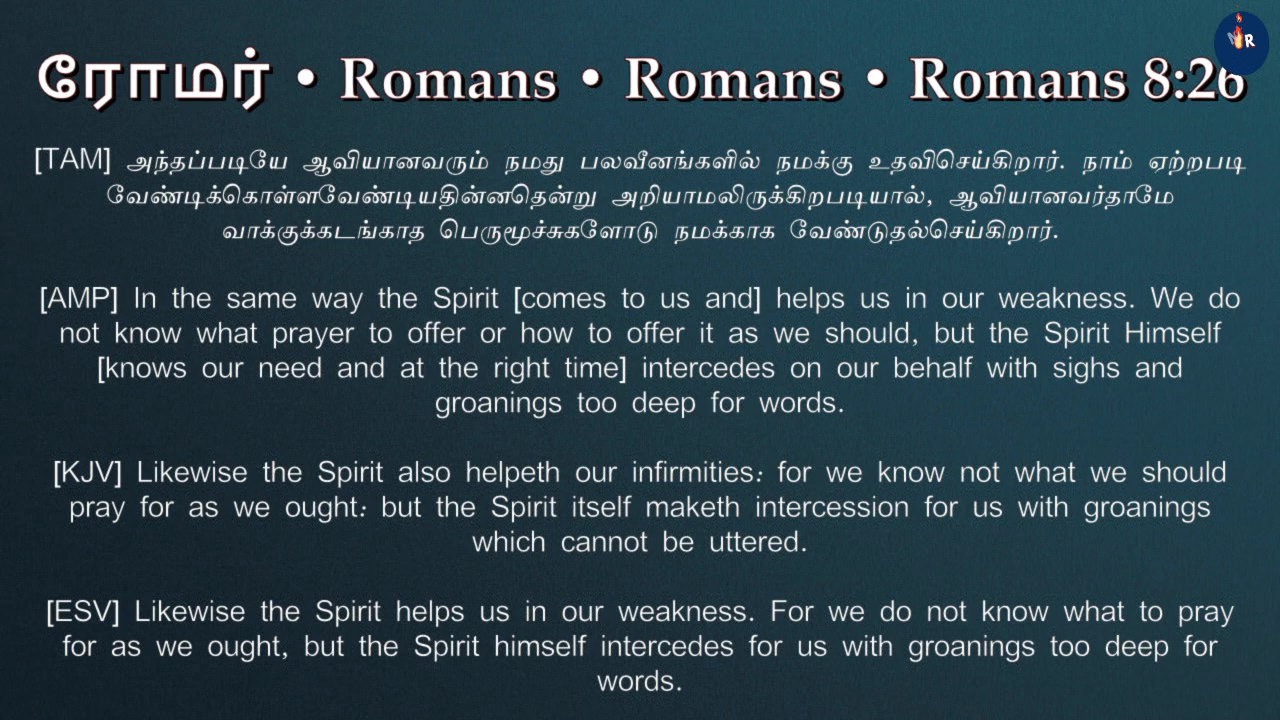 ரோமர் • Romans • Romans • Romans 8:26
R
[TAM] அந்தப்படியே ஆவியானவரும் நமது பலவீனங்களில் நமக்கு உதவிசெய்கிறார். நாம் ஏற்றபடி
வேண்டிக்கொள்ளவேண்டியதின்னதென்று அறியாமலிருக்கிறபடியால், ஆவியானவர்தாமே
வாக்குக்கடங்காத பெருமூச்சுகளோடு நமக்காக வேண்டுதல்செய்கிறார்.
[AMP] In the same way the Spirit [comes to us and] helps us in our weakness. We do
not know what prayer to offer or how to offer it as we should, but the Spirit Himself
[knows our need and at the right time] intercedes on our behalf with sighs and
groanings too deep for words.
[KJV] Likewise the Spirit also helpeth our infirmities: for we know not what we should
pray for as we ought: but the Spirit itself maketh intercession for us with groanings
which cannot be uttered.
[ESV] Likewise the Spirit helps us in our weakness. For we do not know what to pray
for as we ought, but the Spirit himself intercedes for us with groanings too deep for
words.